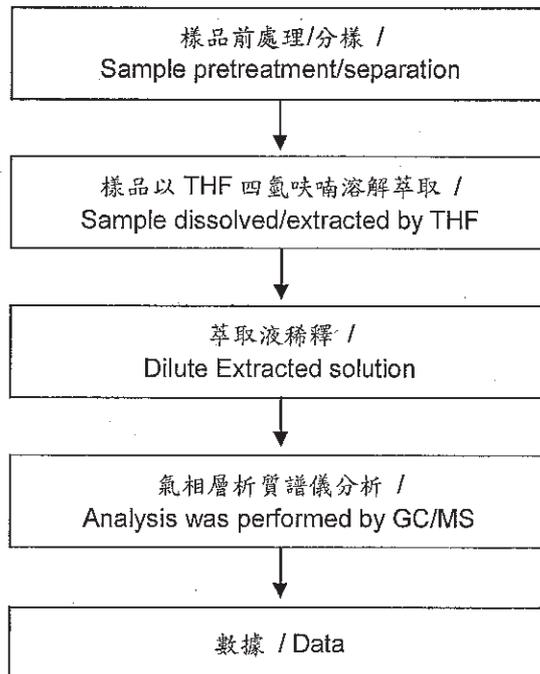 樣品前處理/分樣 /
Sample pretreatment/separation
樣品以 THF 四氫呋喃溶解萃取 /
Sample dissolved/extracted by THF
萃取液稀釋 /
Dilute Extracted solution
氣相層析質譜儀分析 /
Analysis was performed by GC/MS
數據 / Data